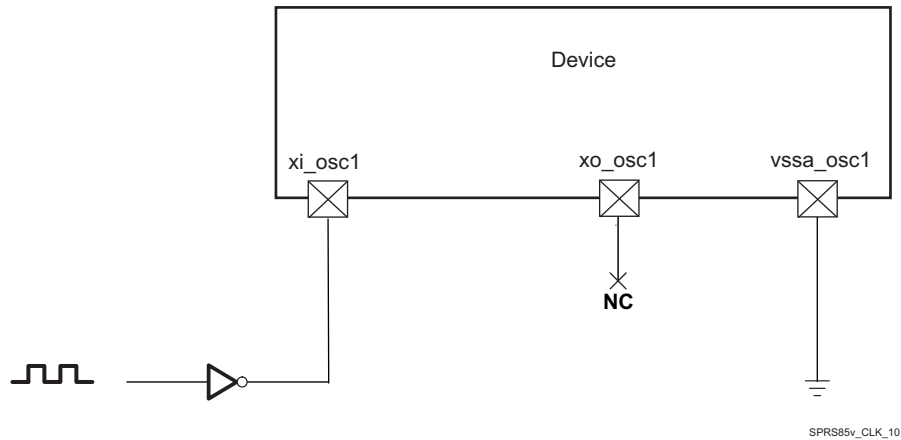 Device
xi_osc1
xo_osc1
vssa_osc1
NC
SPRS85v_CLK_10